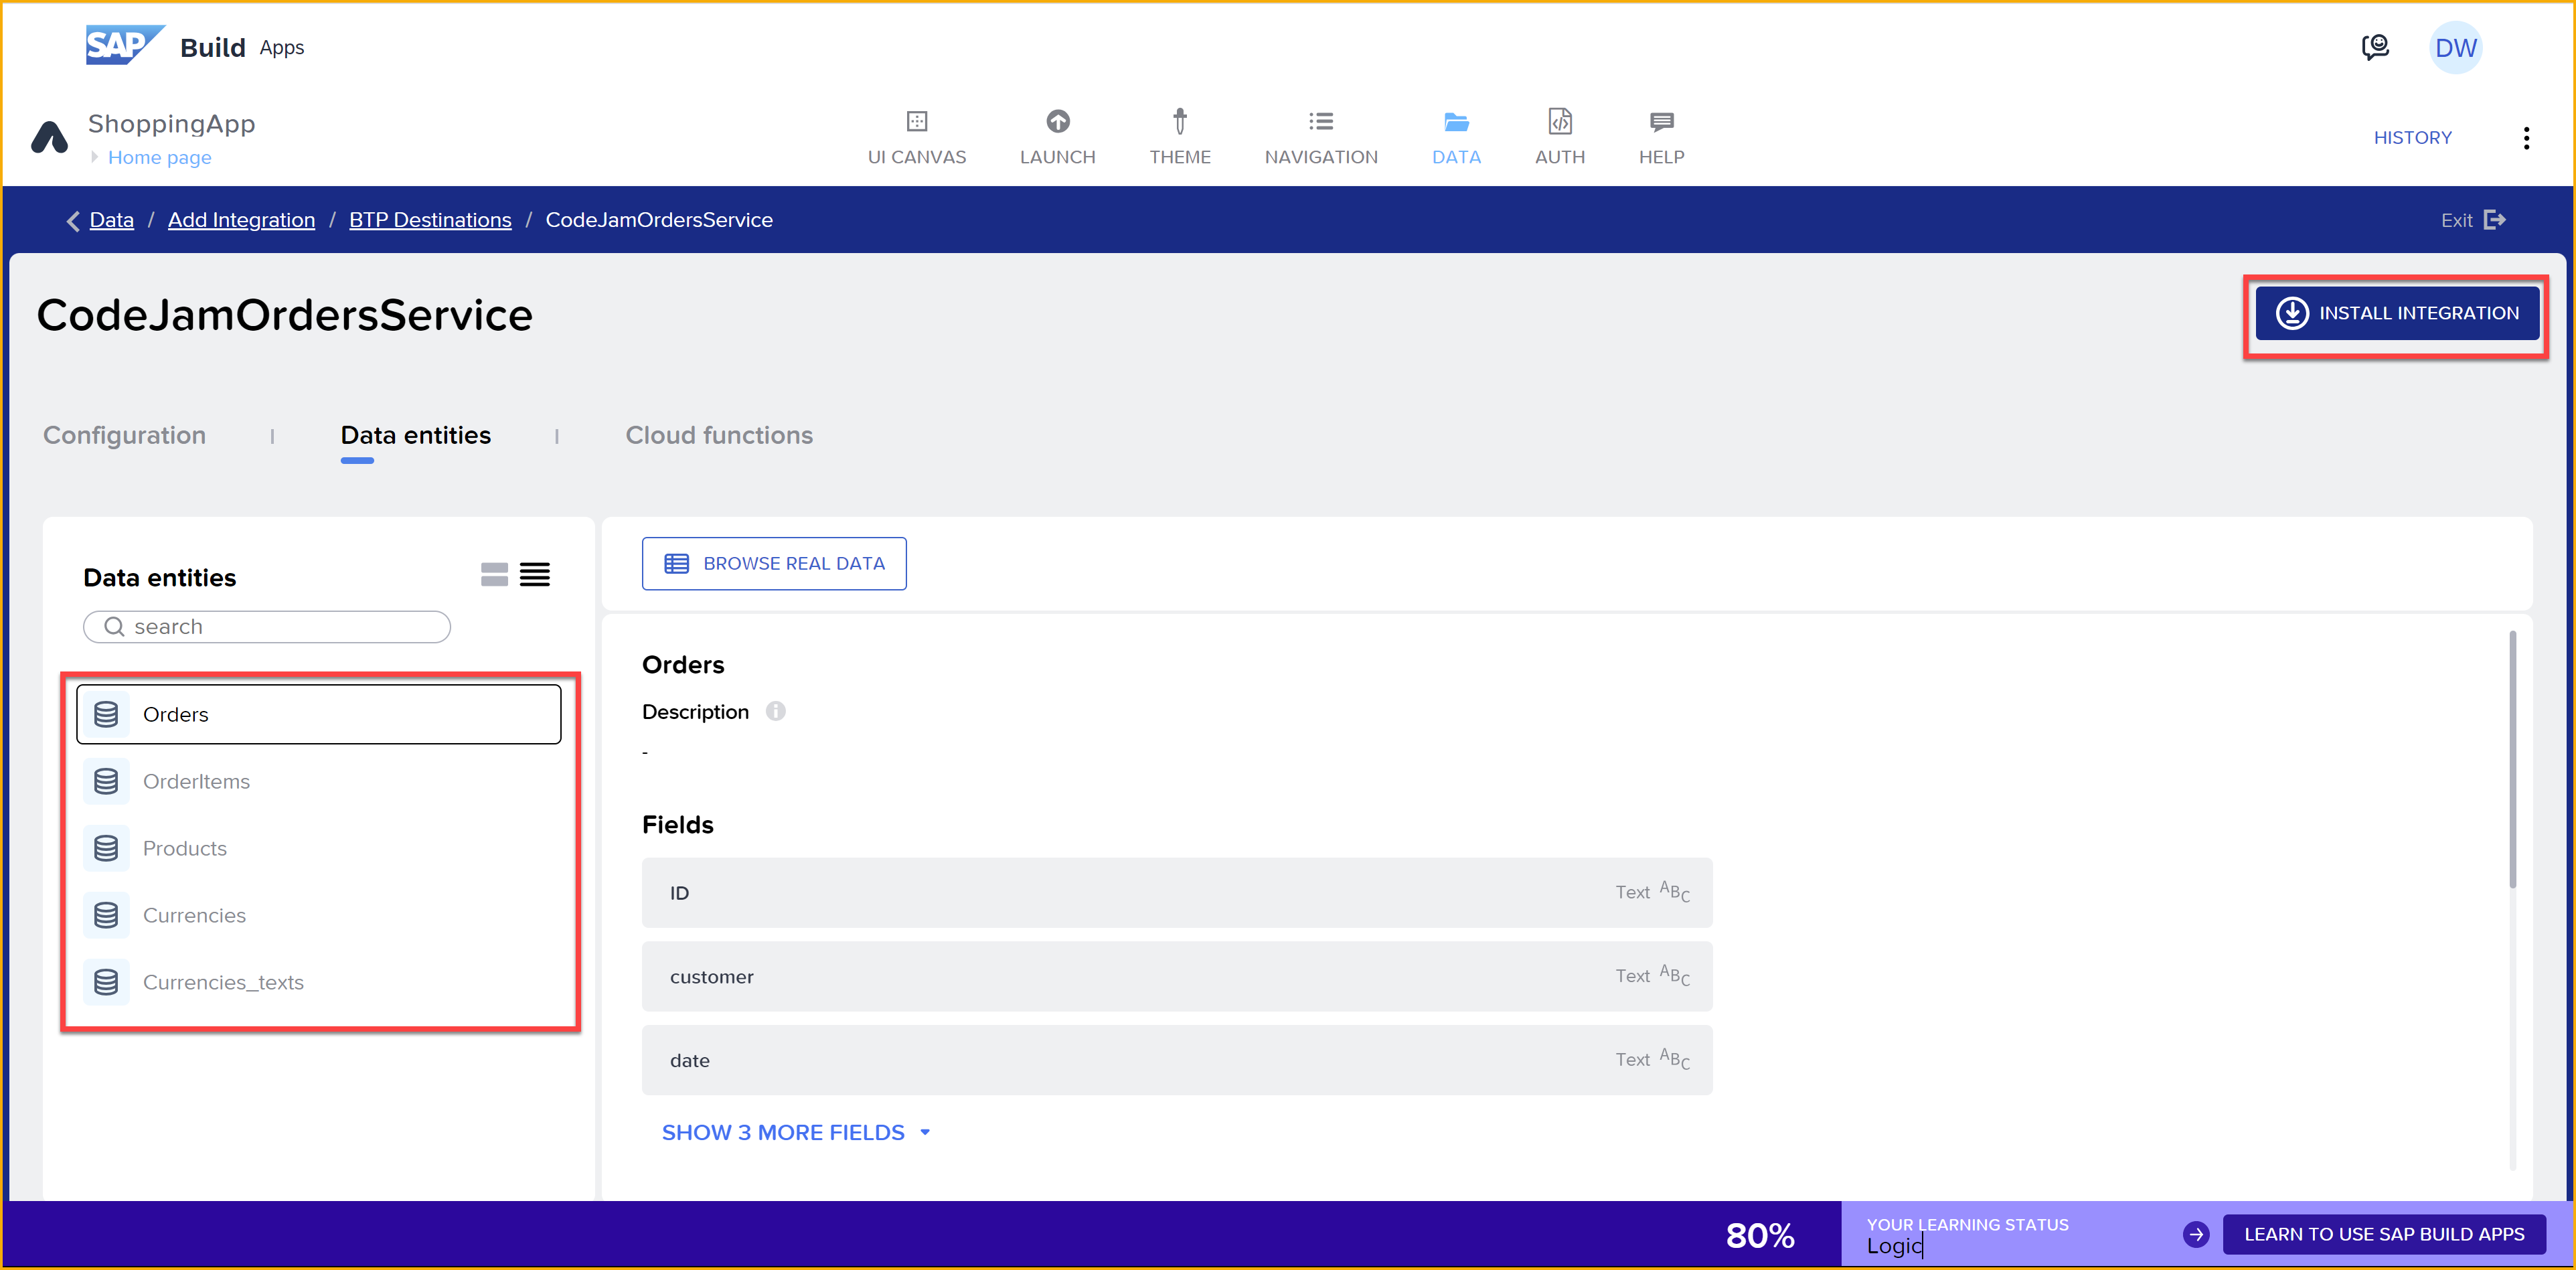 SAP Build Apps
DW
ShoppingApp
Home page
UI CANVAS
LAUNCH
THEME
NAVIGATION
DATA
AUTH
HELP
HISTORY
Data / Add Integration / BTP Destinations / CodeJamOrdersService
Exit
CodeJamOrdersService
INSTALL INTEGRATION
Configuration
Data entities
Cloud functions
Data entities
search
Orders
OrderItems
Products
Currencies
Currencies_texts
BROWSE REAL DATA
Orders
Description
-
Fields
ID Text ABC
customer Text ABC
date Text ABC
SHOW 3 MORE FIELDS
80%
YOUR LEARNING STATUS
Logic
LEARN TO USE SAP BUILD APPS